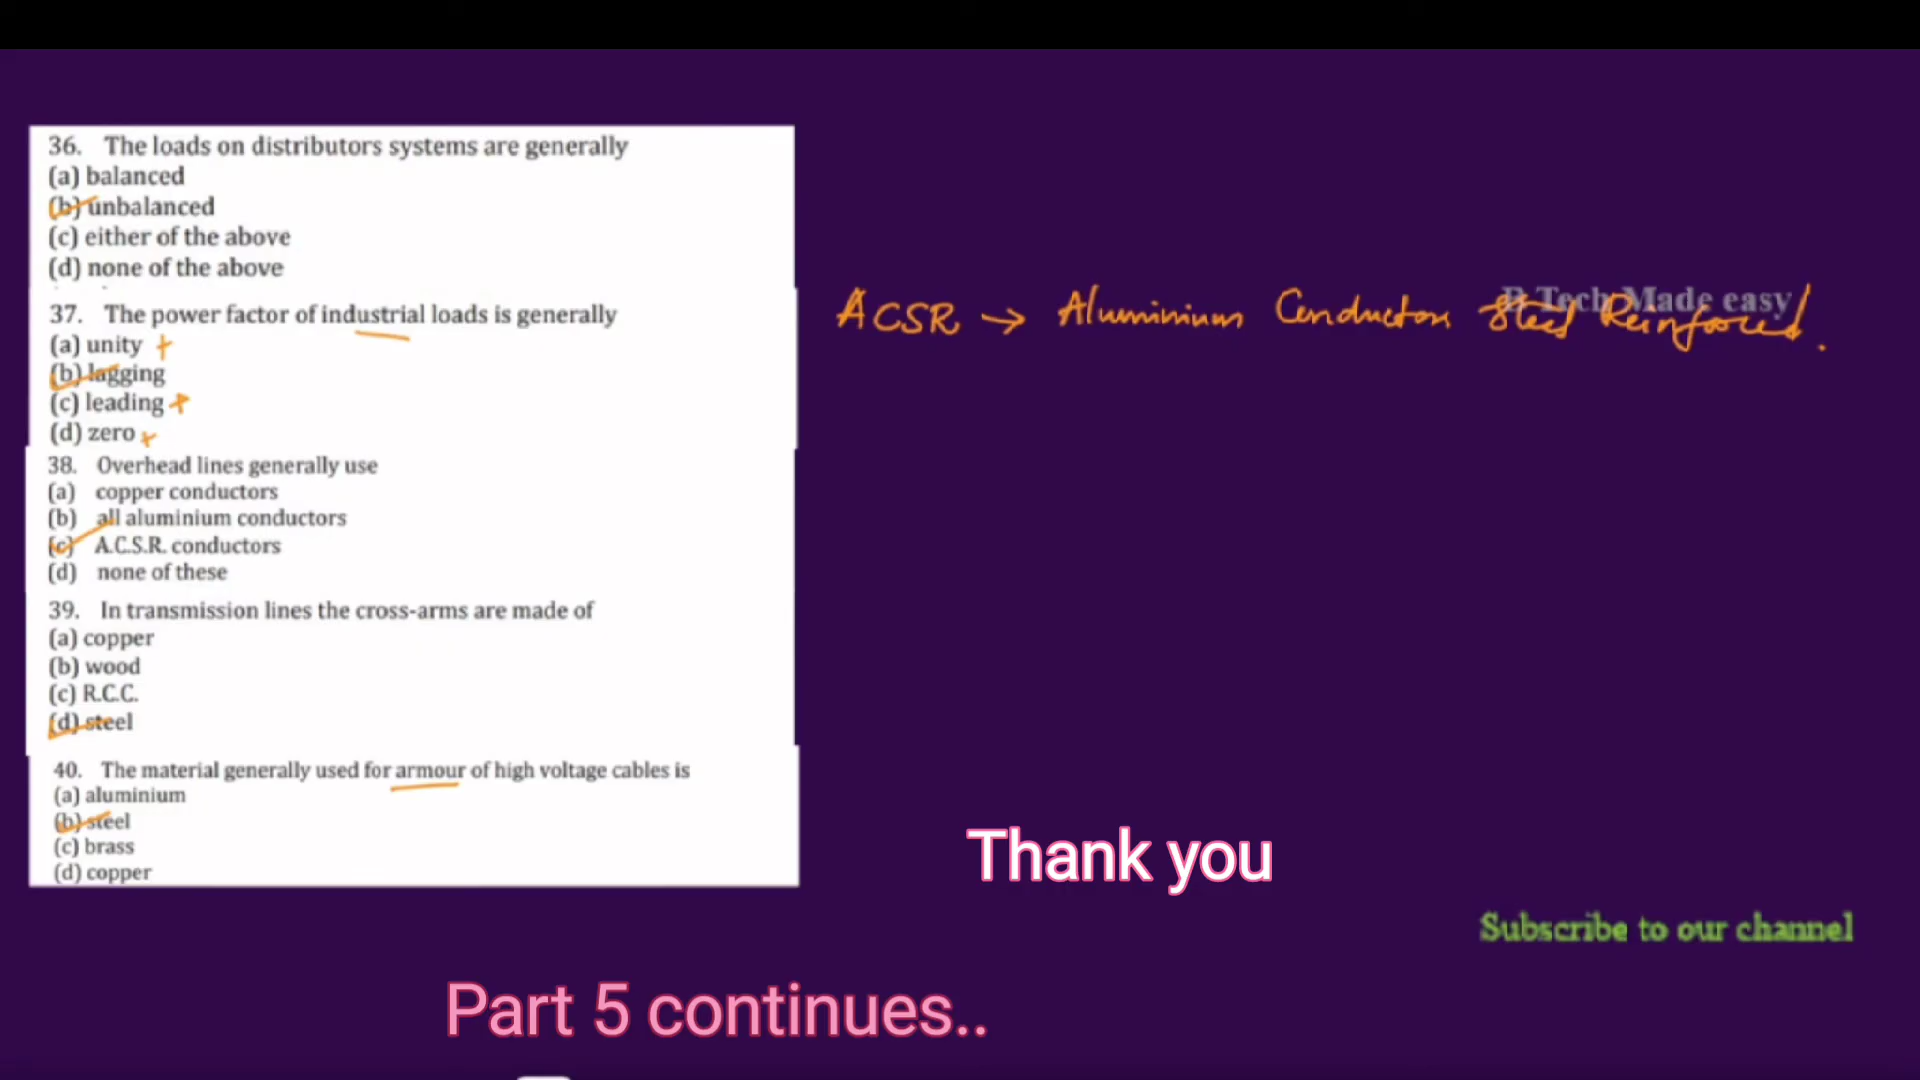 36. The loads on distributors systems are generally
(a) balanced
(b) unbalanced
(c) either of the above
(d) none of the above
37. The power factor of industrial loads is generally
(a) unity
(b) lagging
(c) leading
(d) zero
38. Overhead lines generally use
(a) copper conductors
(b) all aluminium conductors
(c) A.C.S.R. conductors
(d) none of these
39. In transmission lines the cross-arms are made of
(a) copper
(b) wood
(c) R.C.C.
(d) steel
40. The material generally used for armour of high voltage cables is
(a) aluminium
(b) steel
(c) brass
(d) copper
B Tech Made easy
ACSR → Aluminium Conductor Steel Reinforced.
Thank you
Subscribe to our channel
Part 5 continues..